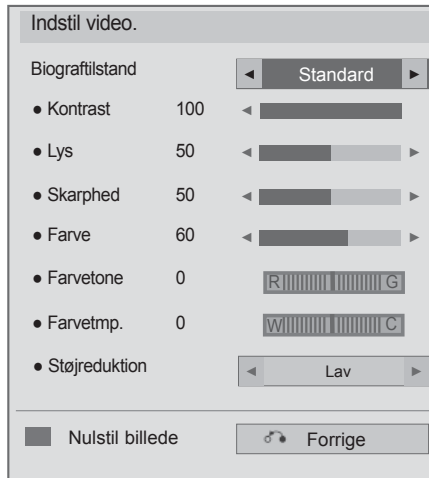 Indstil video.
Biograftilstand ◄ Standard ►
● Kontrast 100 ◄
● Lys 50 ◄ ►
● Skarphed 50 ◄ ►
● Farve 60 ◄ ►
● Farvetone 0 R G
● Farvetmp. 0 W C
● Støjreduktion ◄ Lav ►
Nulstil billede Forrige